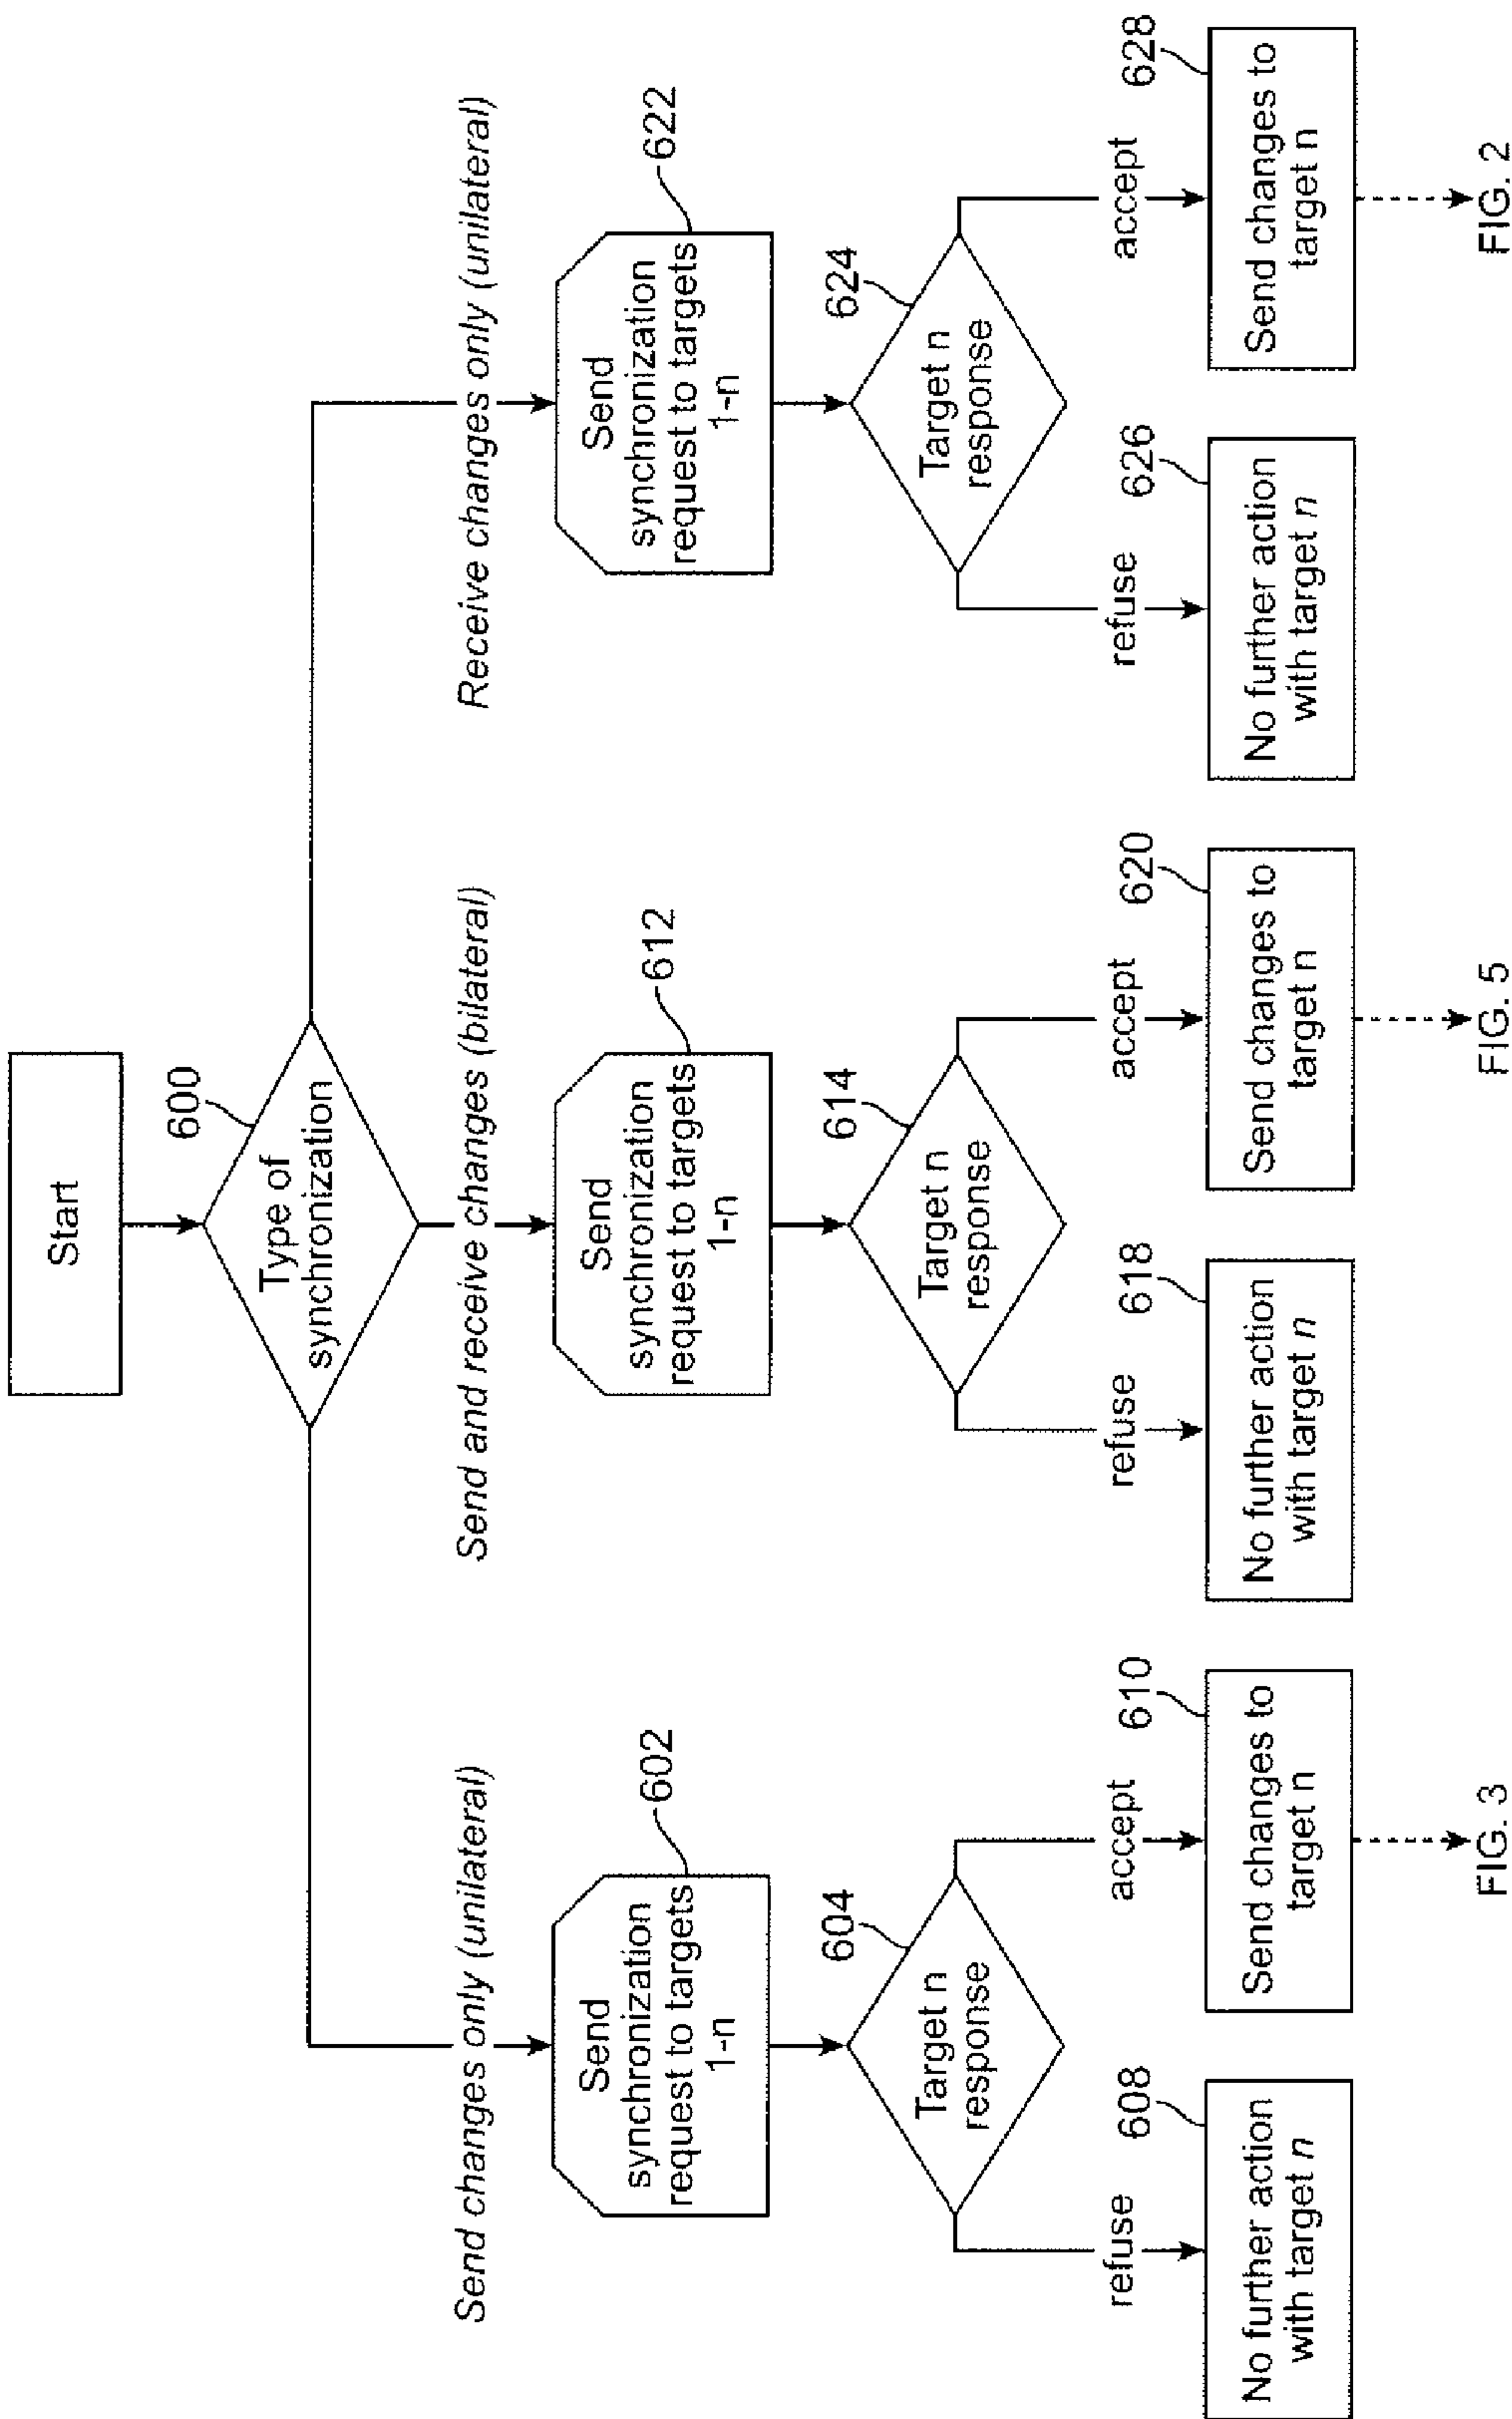 Start
600
Type of
synchronization
Send changes only (unilateral)
Send and receive changes (bilateral)
Receive changes only (unilateral)
Send
synchronization
request to targets
1-n
602
Send
synchronization
request to targets
1-n
612
Send
synchronization
request to targets
1-n
622
Target n
response
604
Target n
response
614
Target n
response
624
refuse
accept
refuse
accept
refuse
accept
608
No further action
with target n
610
Send changes to
target n
618
No further action
with target n
620
Send changes to
target n
626
No further action
with target n
628
Send changes to
target n
FIG. 3
FIG. 5
FIG. 2